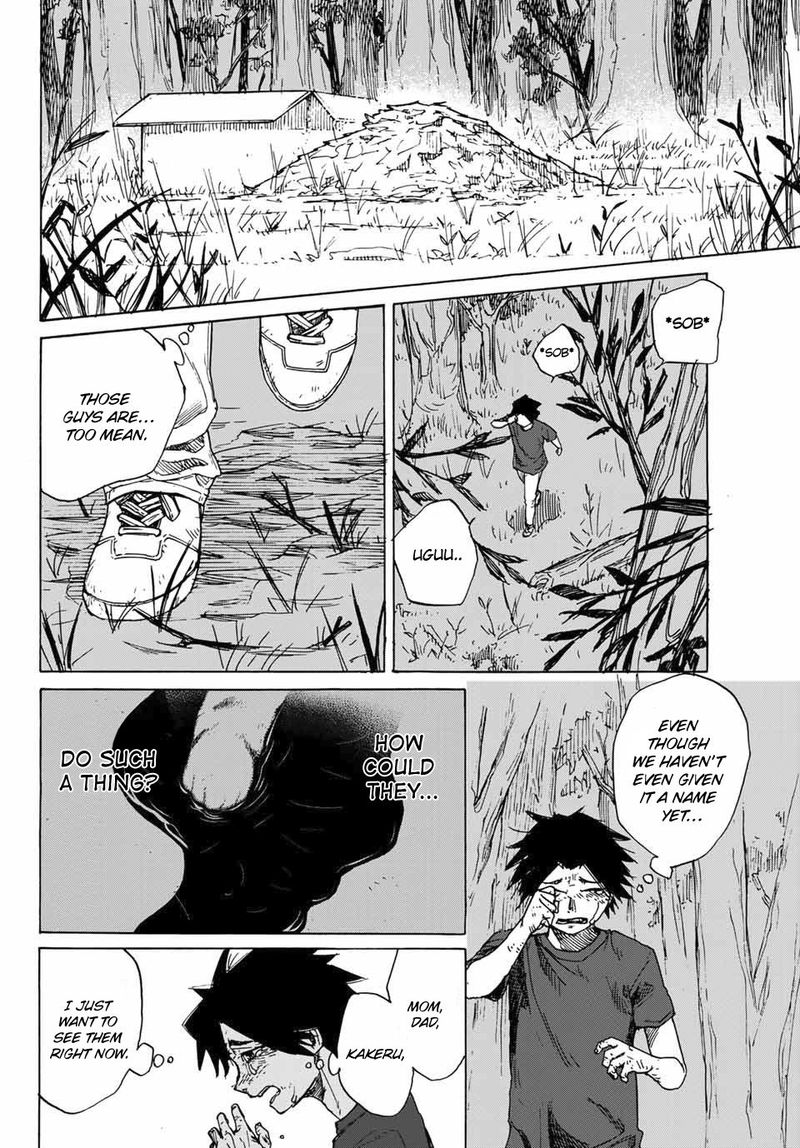 *SOB*
*SOB*
UGUU..
THOSE
GUYS ARE...
TOO MEAN.
EVEN
THOUGH
WE HAVEN'T
EVEN GIVEN
IT A NAME
YET...
HOW
COULD
THEY...
DO SUCH
A THING?
MOM,
DAD,
KAKERU,
I JUST
WANT TO
SEE THEM
RIGHT NOW.